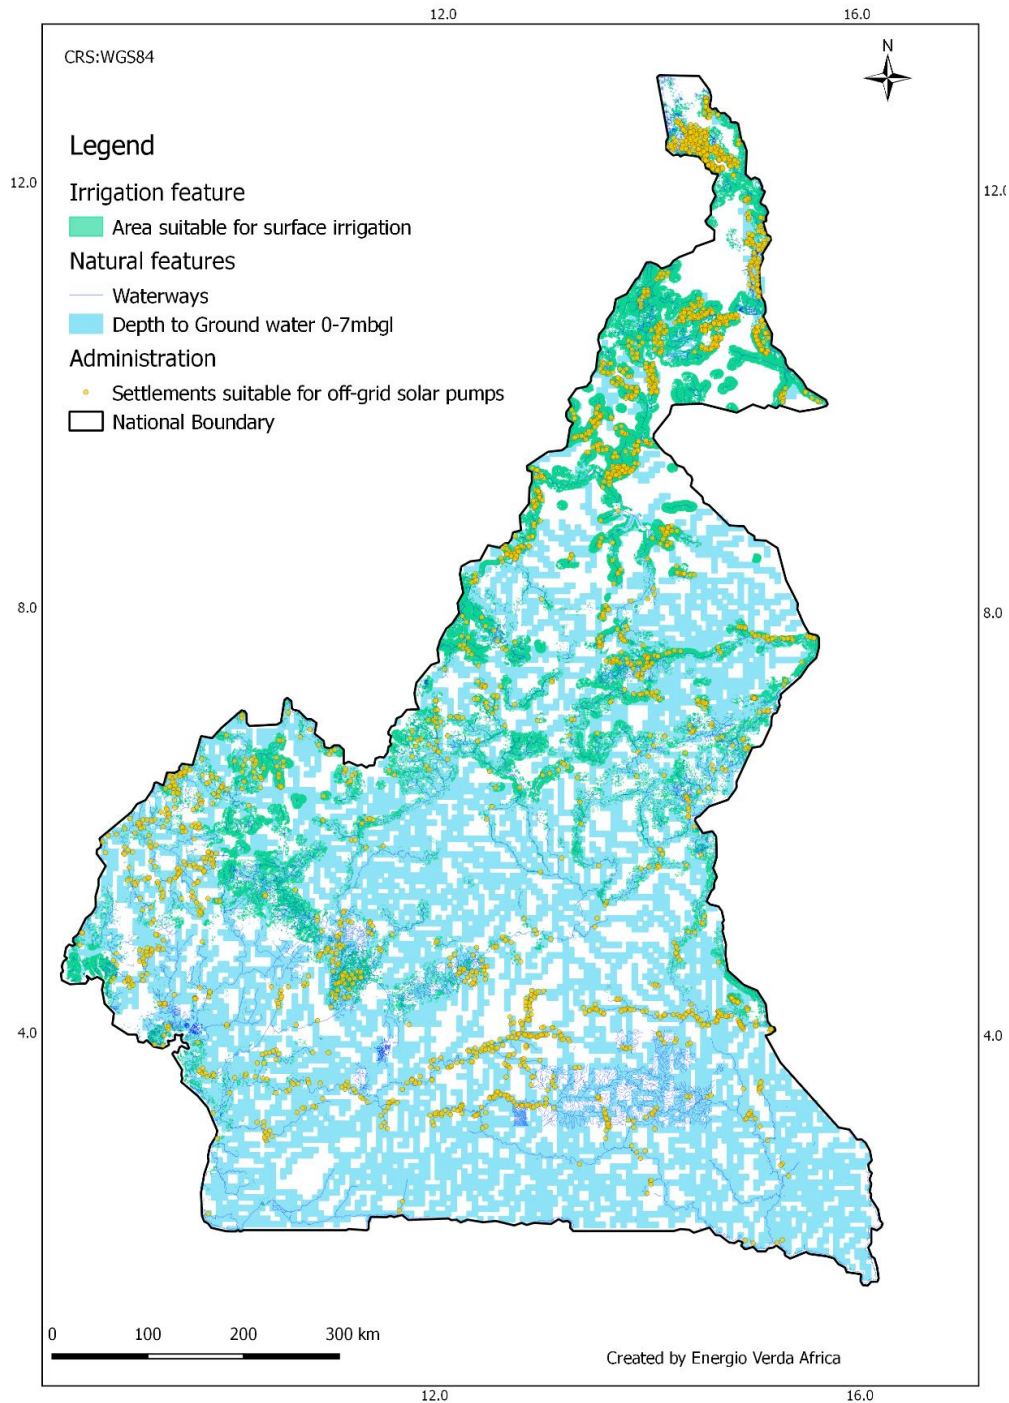 12.0 16.0
CRS:WGS84
N
Legend
12.0 12.0
Irrigation feature
Area suitable for surface irrigation
Natural features
Waterways
Depth to Ground water 0-7mbgl
Administration
Settlements suitable for off-grid solar pumps
National Boundary
8.0 8.0
4.0 4.0
0 100 200 300 km
Created by Energio Verda Africa
12.0 16.0